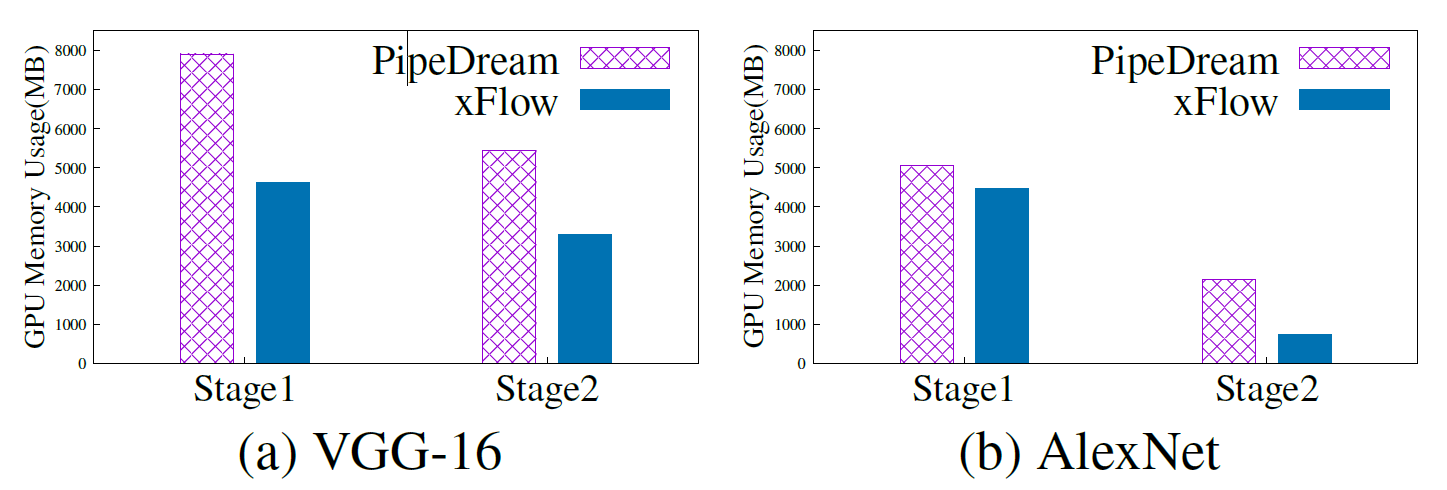 GPU Memory Usage(MB)
8000
7000
6000
5000
4000
3000
2000
1000
0
PipeDream
xFlow
Stage1 Stage2
(a) VGG-16
GPU Memory Usage(MB)
8000
7000
6000
5000
4000
3000
2000
1000
0
PipeDream
xFlow
Stage1 Stage2
(b) AlexNet